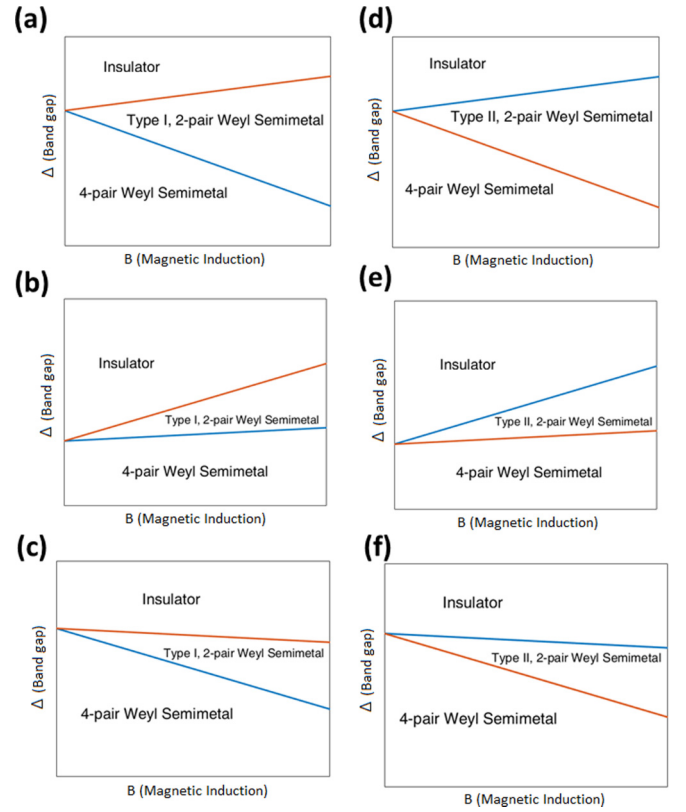 (a)
Insulator
Type I, 2-pair Weyl Semimetal
4-pair Weyl Semimetal
Δ (Band gap)
B (Magnetic Induction)
(d)
Insulator
Type II, 2-pair Weyl Semimetal
4-pair Weyl Semimetal
Δ (Band gap)
B (Magnetic Induction)
(b)
Insulator
Type I, 2-pair Weyl Semimetal
4-pair Weyl Semimetal
Δ (Band gap)
B (Magnetic Induction)
(e)
Insulator
Type II, 2-pair Weyl Semimetal
4-pair Weyl Semimetal
Δ (Band gap)
B (Magnetic Induction)
(c)
Insulator
Type I, 2-pair Weyl Semimetal
4-pair Weyl Semimetal
Δ (Band gap)
B (Magnetic Induction)
(f)
Insulator
Type II, 2-pair Weyl Semimetal
4-pair Weyl Semimetal
Δ (Band gap)
B (Magnetic Induction)